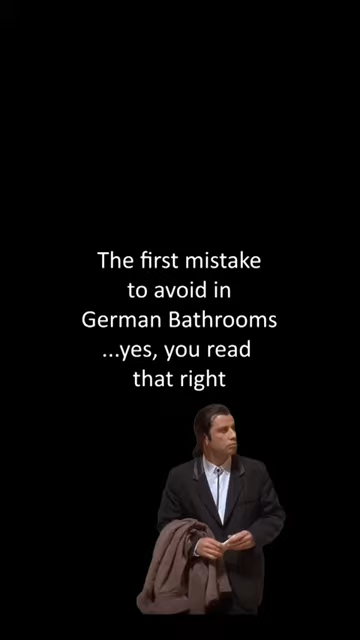 The first mistake
to avoid in
German Bathrooms
...yes, you read
that right